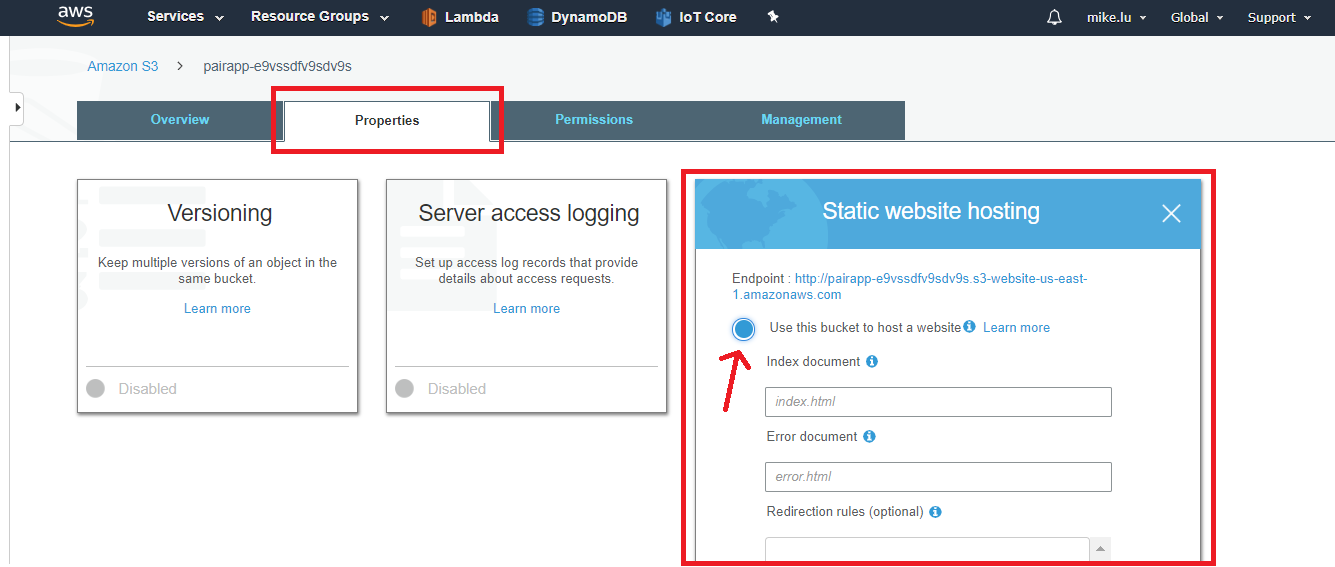 aws Services Resource Groups Lambda DynamoDB IoT Core mike.lu Global Support
Amazon S3 > pairapp-e9vssdfv9sdv9s
Overview Properties Permissions Management
Versioning
Keep multiple versions of an object in the
same bucket.
Learn more
Disabled
Server access logging
Set up access log records that provide
details about access requests.
Learn more
Disabled
Static website hosting
Endpoint : http://pairapp-e9vssdfv9sdv9s.s3-website-us-east-
1.amazonaws.com
Use this bucket to host a website Learn more
Index document
index.html
Error document
error.html
Redirection rules (optional)